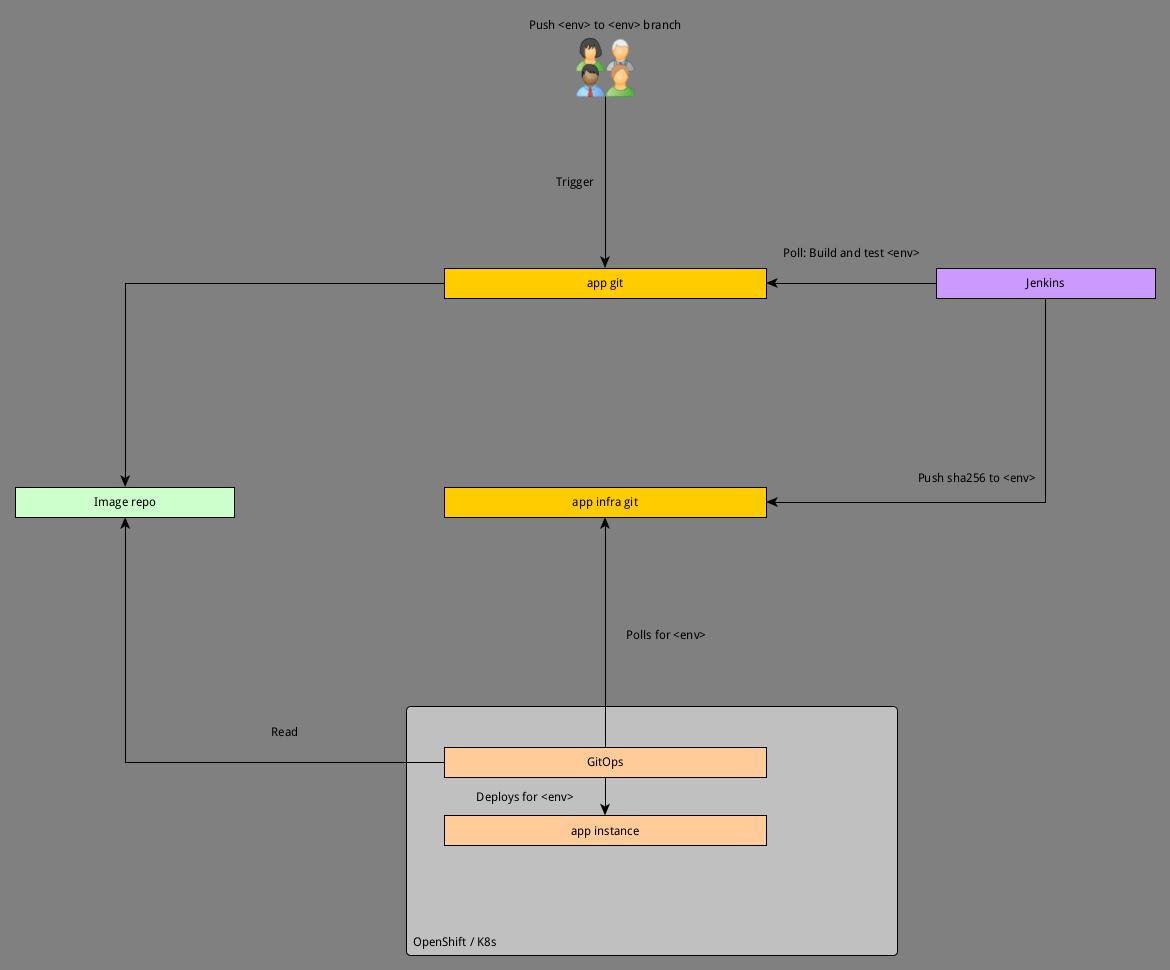 Push <env> to <env> branch
Trigger
Poll: Build and test <env>
app git
Jenkins
Push sha256 to <env>
Image repo
app infra git
Polls for <env>
Read
GitOps
Deploys for <env>
app instance
OpenShift / K8s